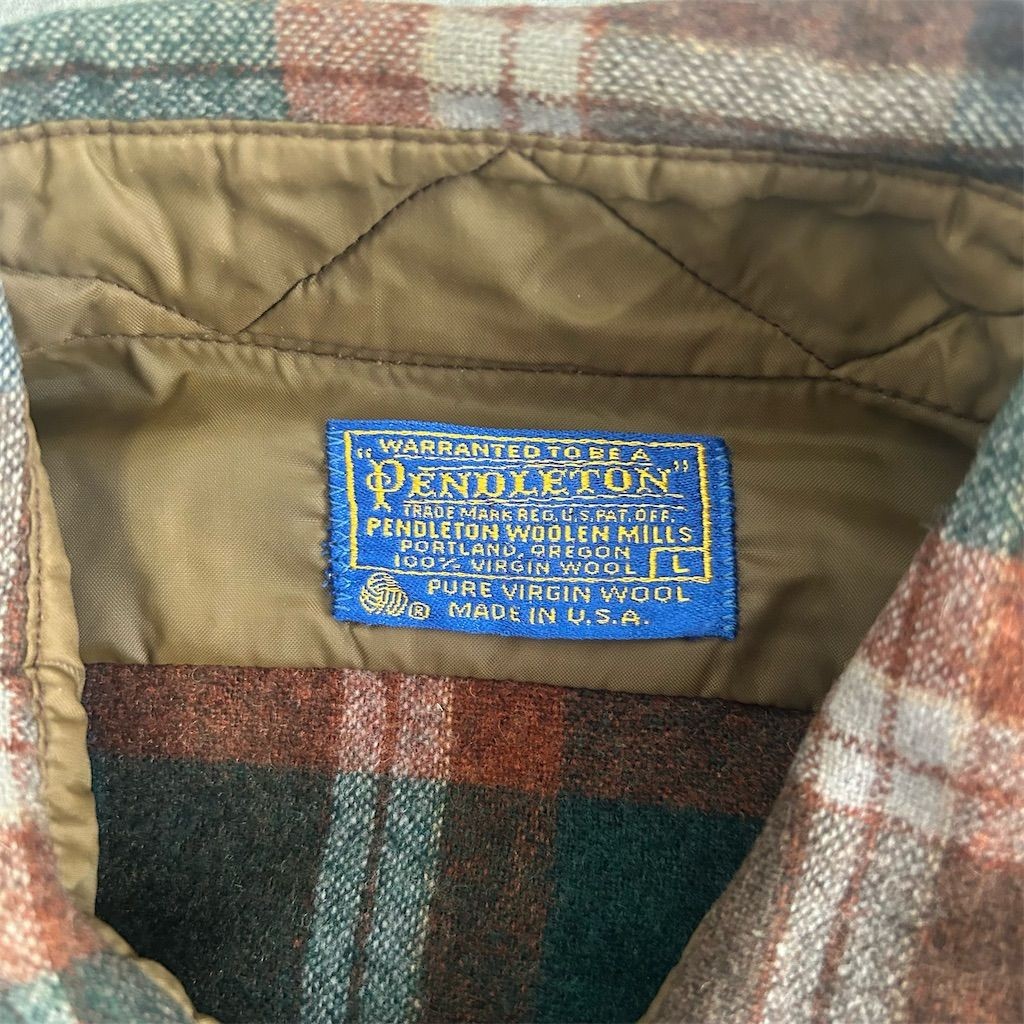 WARRANTED TO BE A
"PENDLETON"
TRADE MARK REG. U.S. PAT. OFF.
PENDLETON WOOLEN MILLS
PORTLAND, OREGON
100% VIRGIN WOOL L
PURE VIRGIN WOOL
® MADE IN U.S.A.